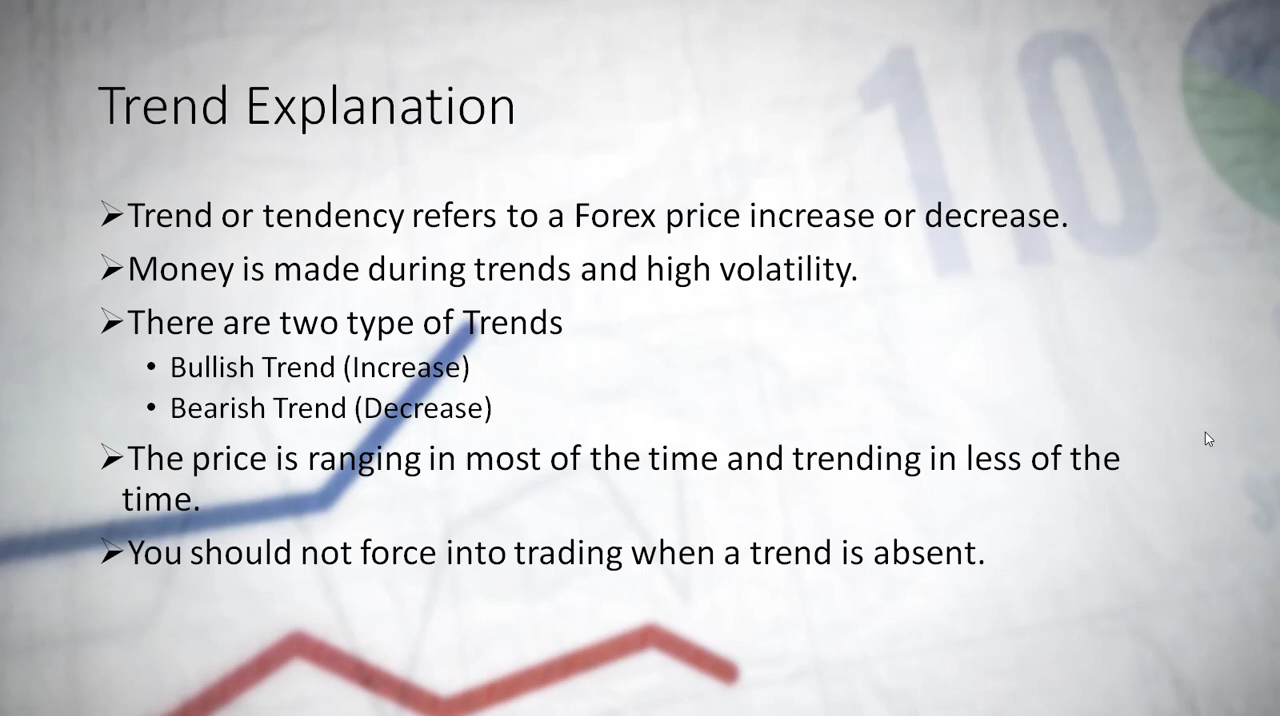 10
Trend Explanation
➢Trend or tendency refers to a Forex price increase or decrease.
➢Money is made during trends and high volatility.
➢There are two type of Trends
• Bullish Trend (Increase)
• Bearish Trend (Decrease)
➢The price is ranging in most of the time and trending in less of the
time.
➢You should not force into trading when a trend is absent.